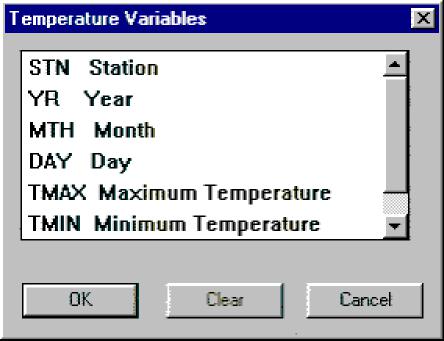 Temperature Variables
STN Station
YR Year
MTH Month
DAY Day
TMAX Maximum Temperature
TMIN Minimum Temperature
OK Clear Cancel